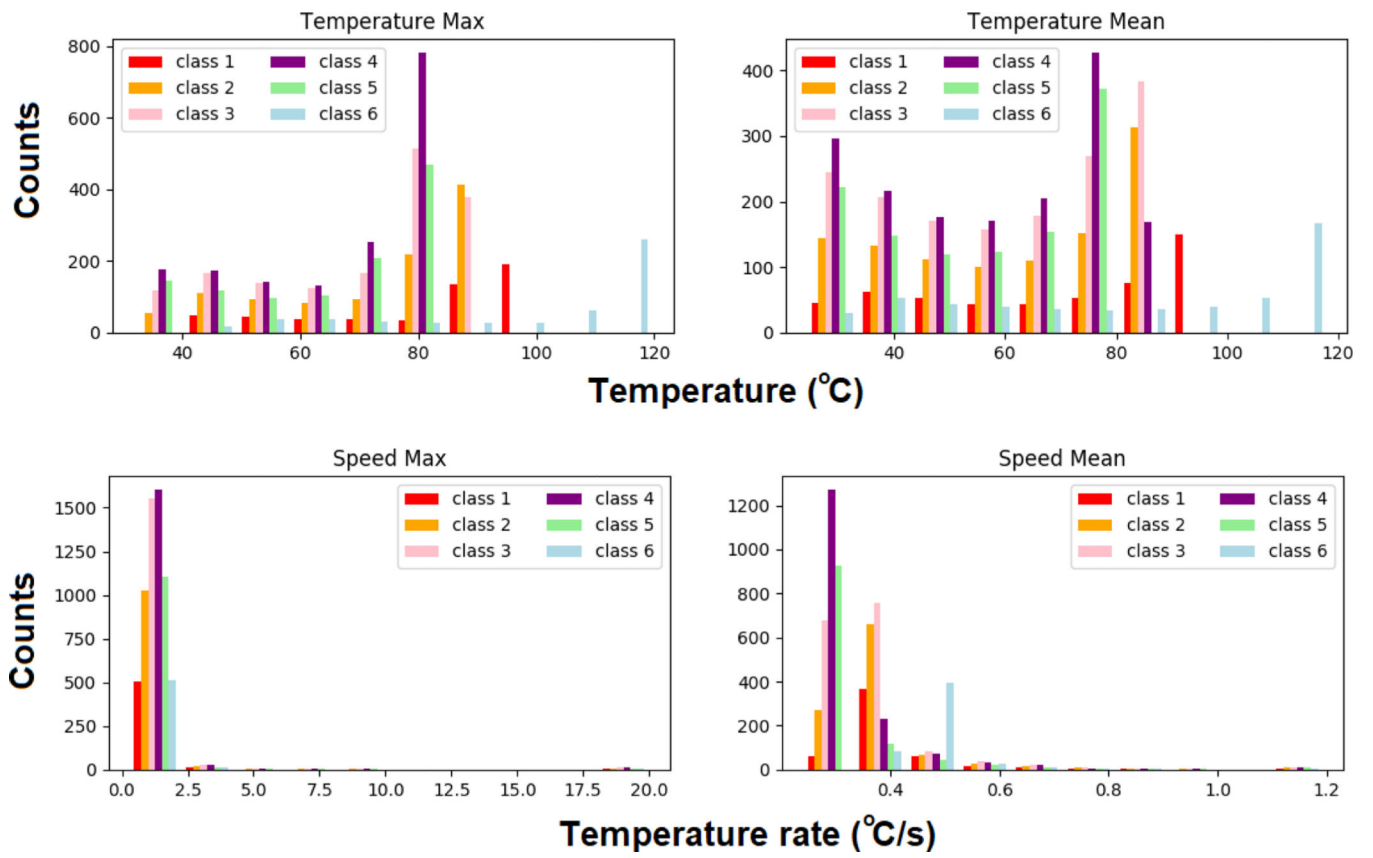 Temperature Max
Temperature Mean
Counts
800
600
400
200
0
class 1
class 2
class 3
class 4
class 5
class 6
40
60
80
100
120
400
300
200
100
0
class 1
class 2
class 3
class 4
class 5
class 6
40
60
80
100
120
Temperature (°C)
Speed Max
Speed Mean
Counts
1500
1250
1000
750
500
250
0
class 1
class 2
class 3
class 4
class 5
class 6
0.0
2.5
5.0
7.5
10.0
12.5
15.0
17.5
20.0
1200
1000
800
600
400
200
0
class 1
class 2
class 3
class 4
class 5
class 6
0.4
0.6
0.8
1.0
1.2
Temperature rate (°C/s)